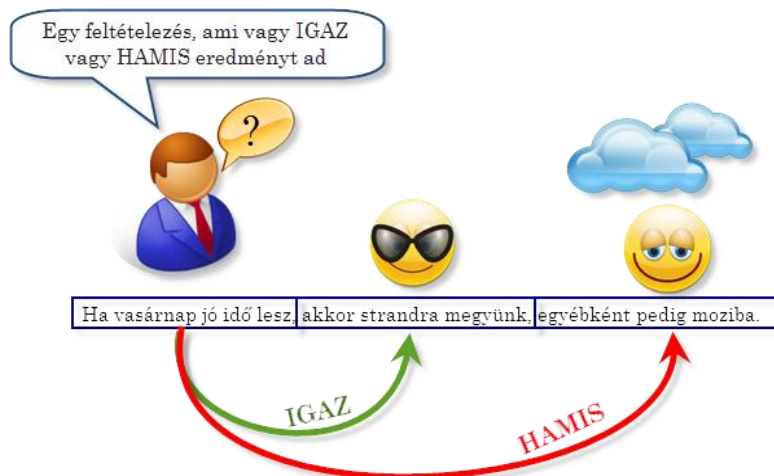 Egy feltételezés, ami vagy IGAZ
vagy HAMIS eredményt ad
?
Ha vasárnap jó idő lesz, akkor strandra megyünk, egyébként pedig moziba.
IGAZ
HAMIS